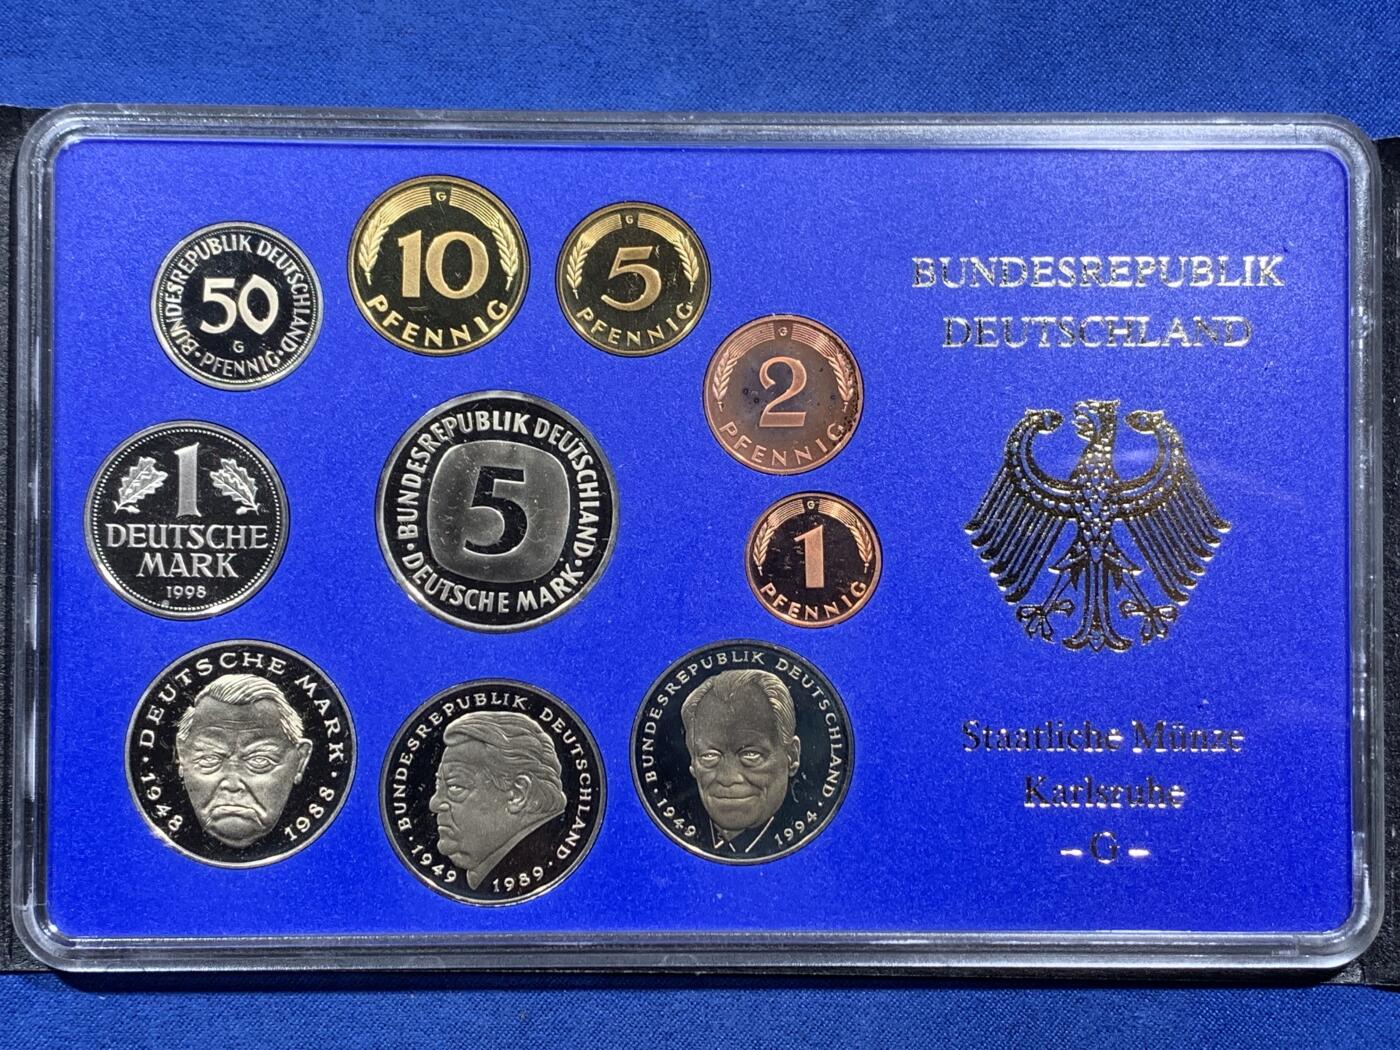 BUNDESREPUBLIK DEUTSCHLAND
50
G
PFENNIG
G
10
PFENNIG
G
5
PFENNIG
G
2
PFENNIG
G
1
PFENNIG
1
DEUTSCHE
MARK
1998
BUNDESREPUBLIK DEUTSCHLAND
5
DEUTSCHE MARK
DEUTSCHE MARK
1948 1988
BUNDESREPUBLIK DEUTSCHLAND
1949 1989
BUNDESREPUBLIK DEUTSCHLAND
1949 1994
BUNDESREPUBLIK
DEUTSCHLAND
Staatliche Münze
Karlsruhe
– G –